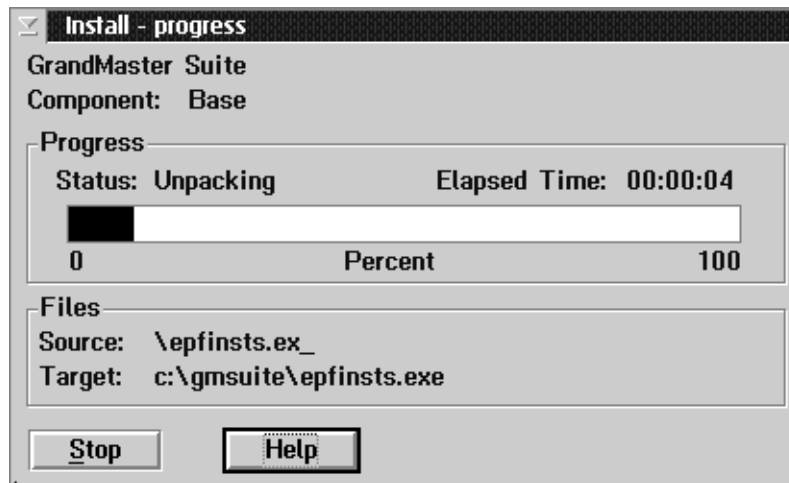 Install - progress
GrandMaster Suite
Component: Base
Progress
Status: Unpacking Elapsed Time: 00:00:04
0 Percent 100
Files
Source: \epfinsts.ex_
Target: c:\gmsuite\epfinsts.exe
Stop Help